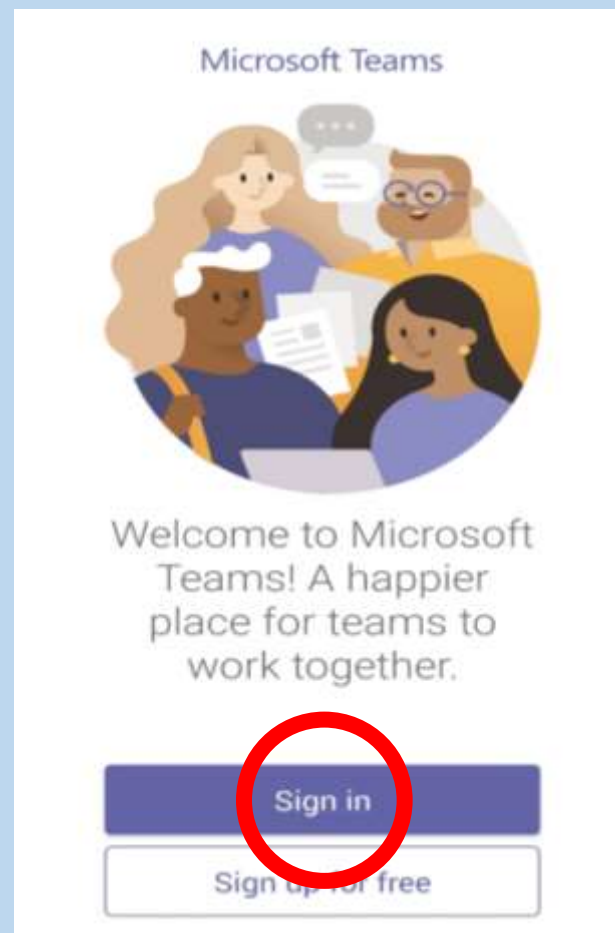 Microsoft Teams
Welcome to Microsoft
Teams! A happier
place for teams to
work together.
Sign in
Sign up for free